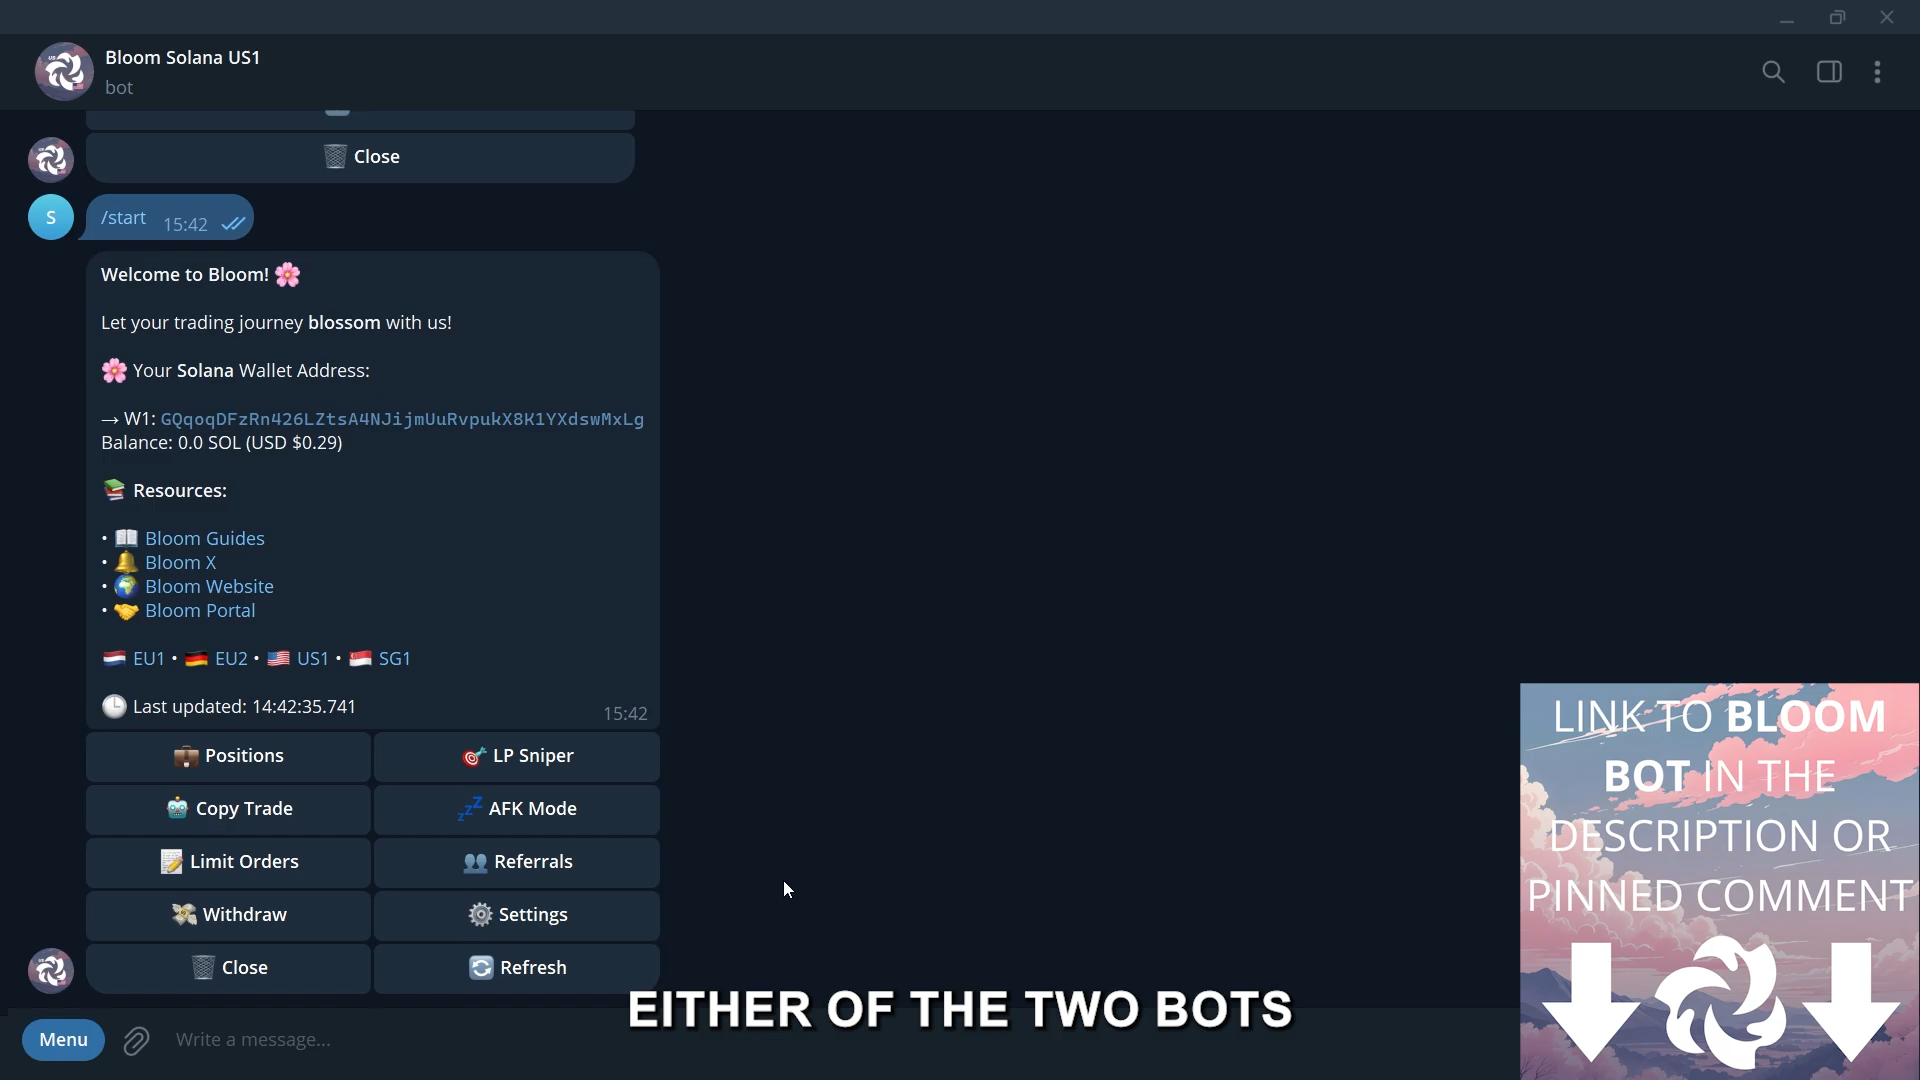 Bloom Solana US1
bot
Close
S
/start 15:42
Welcome to Bloom!
Let your trading journey blossom with us!
Your Solana Wallet Address:
→ W1: GQqoqDFzRn426LZtsA4NJijmUuRvpukX8K1YXdswMxLg
Balance: 0.0 SOL (USD $0.29)
Resources:
• Bloom Guides
• Bloom X
• Bloom Website
• Bloom Portal
EU1 • EU2 • US1 • SG1
Last updated: 14:42:35.741
15:42
Positions
LP Sniper
Copy Trade
AFK Mode
Limit Orders
Referrals
Withdraw
Settings
Close
Refresh
EITHER OF THE TWO BOTS
Menu
Write a message...
LINK TO BLOOM
BOT IN THE
DESCRIPTION OR
PINNED COMMENT